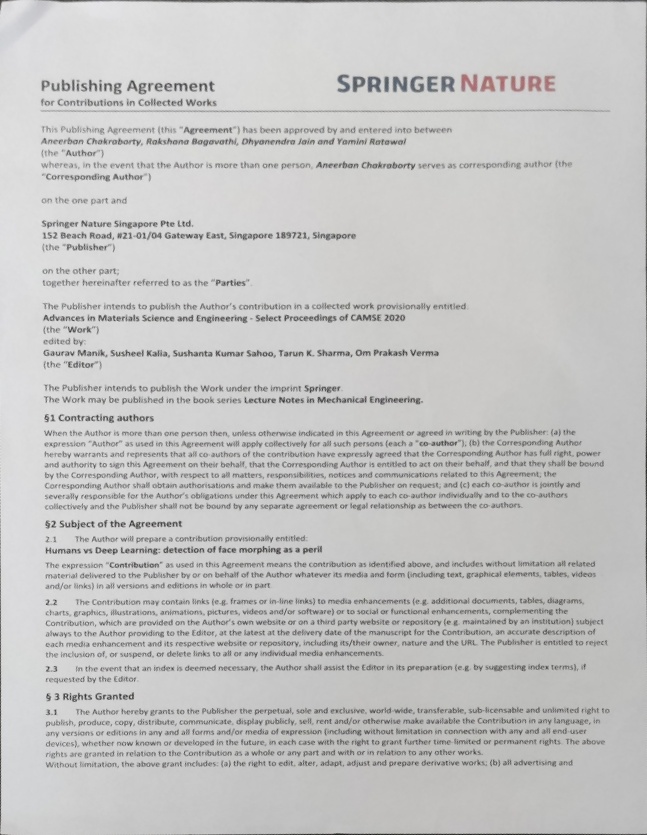 Publishing Agreement
SPRINGER NATURE
for Contributions in Collected Works
This Publishing Agreement (this "Agreement") has been approved by and entered into between
Aneerban Chakraborty, Rakshana Bagavathi, Dhyanendra Jain and Yamini Ratawal
(the "Author")
whereas, in the event that the Author is more than one person, Aneerban Chakraborty serves as corresponding author (the
"Corresponding Author")
on the one part and
Springer Nature Singapore Pte Ltd.
152 Beach Road, #21-01/04 Gateway East, Singapore 189721, Singapore
(the "Publisher")
on the other part;
together hereinafter referred to as the "Parties".
The Publisher intends to publish the Author's contribution in a collected work provisionally entitled.
Advances in Materials Science and Engineering - Select Proceedings of CAMSE 2020
(the "Work")
edited by:
Gaurav Manik, Susheel Kalia, Sushanta Kumar Sahoo, Tarun K. Sharma, Om Prakash Verma
(the "Editor")
The Publisher intends to publish the Work under the imprint Springer.
The Work may be published in the book series Lecture Notes in Mechanical Engineering.
§1 Contracting authors
When the Author is more than one person then, unless otherwise indicated in this Agreement or agreed in writing by the Publisher: (a) the
expression "Author" as used in this Agreement will apply collectively for all such persons (each a "co-author"); (b) the Corresponding Author
hereby warrants and represents that all co-authors of the contribution have expressly agreed that the Corresponding Author has full right, power
and authority to sign this Agreement on their behalf, that the Corresponding Author is entitled to act on their behalf, and that they shall be bound
by the Corresponding Author, with respect to all matters, responsibilities, notices and communications related to this Agreement; the
Corresponding Author shall obtain authorisations and make them available to the Publisher on request; and (c) each co-author is jointly and
severally responsible for the Author's obligations under this Agreement which apply to each co-author individually and to the co-authors
collectively and the Publisher shall not be bound by any separate agreement or legal relationship as between the co-authors.
§2 Subject of the Agreement
2.1 The Author will prepare a contribution provisionally entitled:
Humans vs Deep Learning: detection of face morphing as a peril
The expression "Contribution" as used in this Agreement means the contribution as identified above, and includes without limitation all related
material delivered to the Publisher by or on behalf of the Author whatever its media and form (including text, graphical elements, tables, videos
and/or links) in all versions and editions in whole or in part.
2.2 The Contribution may contain links (e.g. frames or in-line links) to media enhancements (e.g. additional documents, tables, diagrams,
charts, graphics, illustrations, animations, pictures, videos and/or software) or to social or functional enhancements, complementing the
Contribution, which are provided on the Author's own website or on a third party website or repository (e.g. maintained by an institution) subject
always to the Author providing to the Editor, at the latest at the delivery date of the manuscript for the Contribution, an accurate description of
each media enhancement and its respective website or repository, including its/their owner, nature and the URL. The Publisher is entitled to reject
the inclusion of, or suspend, or delete links to all or any individual media enhancements.
2.3 In the event that an index is deemed necessary, the Author shall assist the Editor in its preparation (e.g. by suggesting index terms), if
requested by the Editor.
§ 3 Rights Granted
3.1 The Author hereby grants to the Publisher the perpetual, sole and exclusive, world-wide, transferable, sub-licensable and unlimited right to
publish, produce, copy, distribute, communicate, display publicly, sell, rent and/or otherwise make available the Contribution in any language, in
any versions or editions in any and all forms and/or media of expression (including without limitation in connection with any and all end-user
devices), whether now known or developed in the future, in each case with the right to grant further time-limited or permanent rights. The above
rights are granted in relation to the Contribution as a whole or any part and with or in relation to any other works.
Without limitation, the above grant includes: (a) the right to edit, alter, adapt, adjust and prepare derivative works; (b) all advertising and